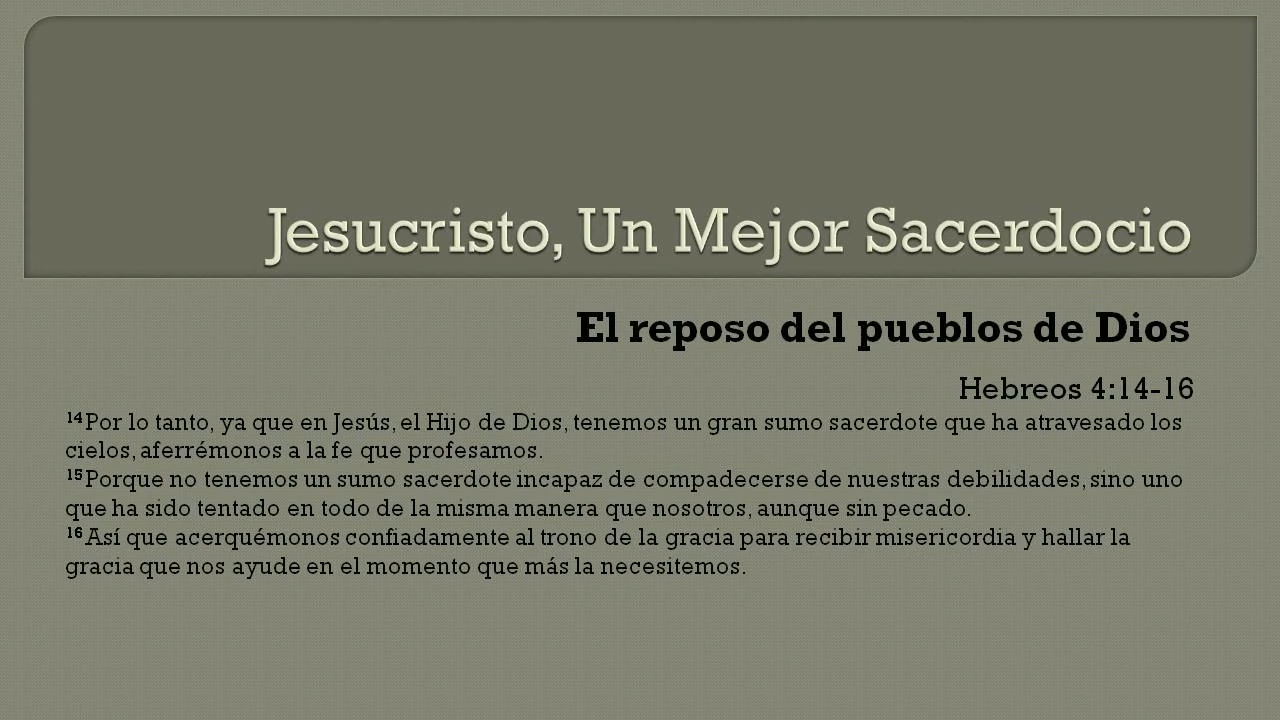 Jesucristo, Un Mejor Sacerdocio
El reposo del pueblos de Dios
Hebreos 4:14-16
14Por lo tanto, ya que en Jesús, el Hijo de Dios, tenemos un gran sumo sacerdote que ha atravesado los
cielos, aferrémonos a la fe que profesamos.
15Porque no tenemos un sumo sacerdote incapaz de compadecerse de nuestras debilidades, sino uno
que ha sido tentado en todo de la misma manera que nosotros, aunque sin pecado.
16Así que acerquémonos confiadamente al trono de la gracia para recibir misericordia y hallar la
gracia que nos ayude en el momento que más la necesitemos.